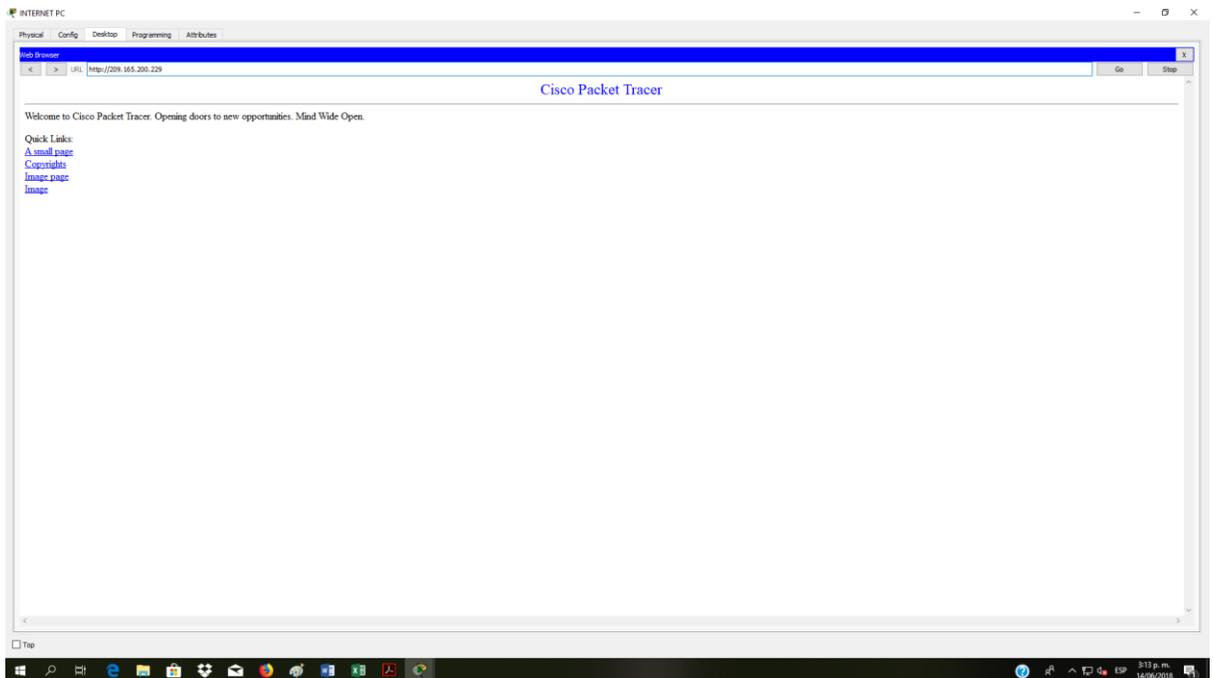 INTERNET PC
Physical Config Desktop Programming Attributes
Web Browser
X
< > URL http://209.165.200.229 Go Stop
Cisco Packet Tracer
Welcome to Cisco Packet Tracer. Opening doors to new opportunities. Mind Wide Open.
Quick Links:
A small page
Copyrights
Image page
Image
Top
ESP 3:13 p. m.
14/06/2018